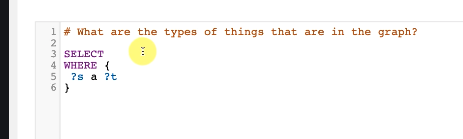 1 # What are the types of things that are in the graph?
2
3 SELECT
4 WHERE {
5 ?s a ?t
6 }